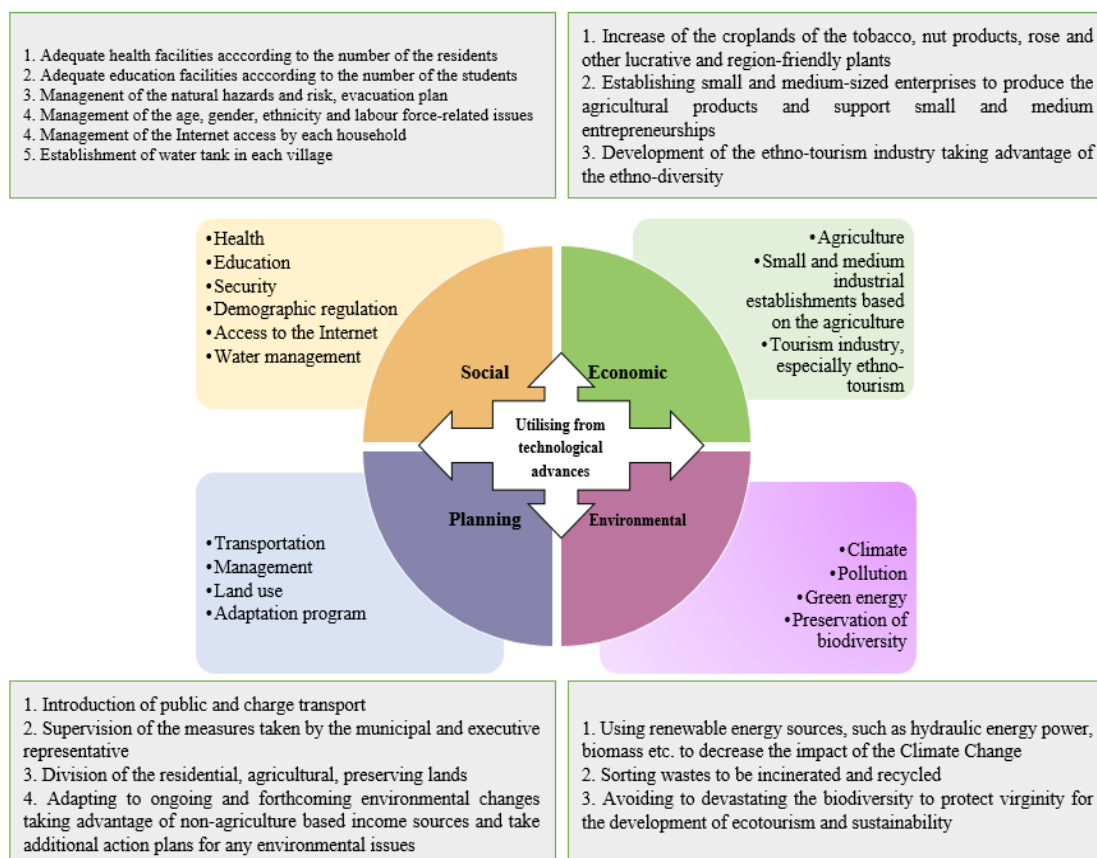 1. Adequate health facilities acccording to the number of the residents
2. Adequate education facilities acccording to the number of the students
3. Management of the natural hazards and risk, evacuation plan
4. Management of the age, gender, ethnicity and labour force-related issues
4. Management of the Internet access by each household
5. Establishment of water tank in each village
1. Increase of the croplands of the tobacco, nut products, rose and
other lucrative and region-friendly plants
2. Establishing small and medium-sized enterprises to produce the
agricultural products and support small and medium
entrepreneurships
3. Development of the ethno-tourism industry taking advantage of
the ethno-diversity
•Health
•Education
•Security
•Demographic regulation
•Access to the Internet
•Water management
•Agriculture
•Small and medium
industrial
establishments based
on the agriculture
•Tourism industry,
especially ethno-
tourism
Social
Economic
Utilising from
technological
advances
Planning
Environmental
•Transportation
•Management
•Land use
•Adaptation program
•Climate
•Pollution
•Green energy
•Preservation of
biodiversity
1. Introduction of public and charge transport
2. Supervision of the measures taken by the municipal and executive
representative
3. Division of the residential, agricultural, preserving lands
4. Adapting to ongoing and forthcoming environmental changes
taking advantage of non-agriculture based income sources and take
additional action plans for any environmental issues
1. Using renewable energy sources, such as hydraulic energy power,
biomass etc. to decrease the impact of the Climate Change
2. Sorting wastes to be incinerated and recycled
3. Avoiding to devastating the biodiversity to protect virginity for
the development of ecotourism and sustainability